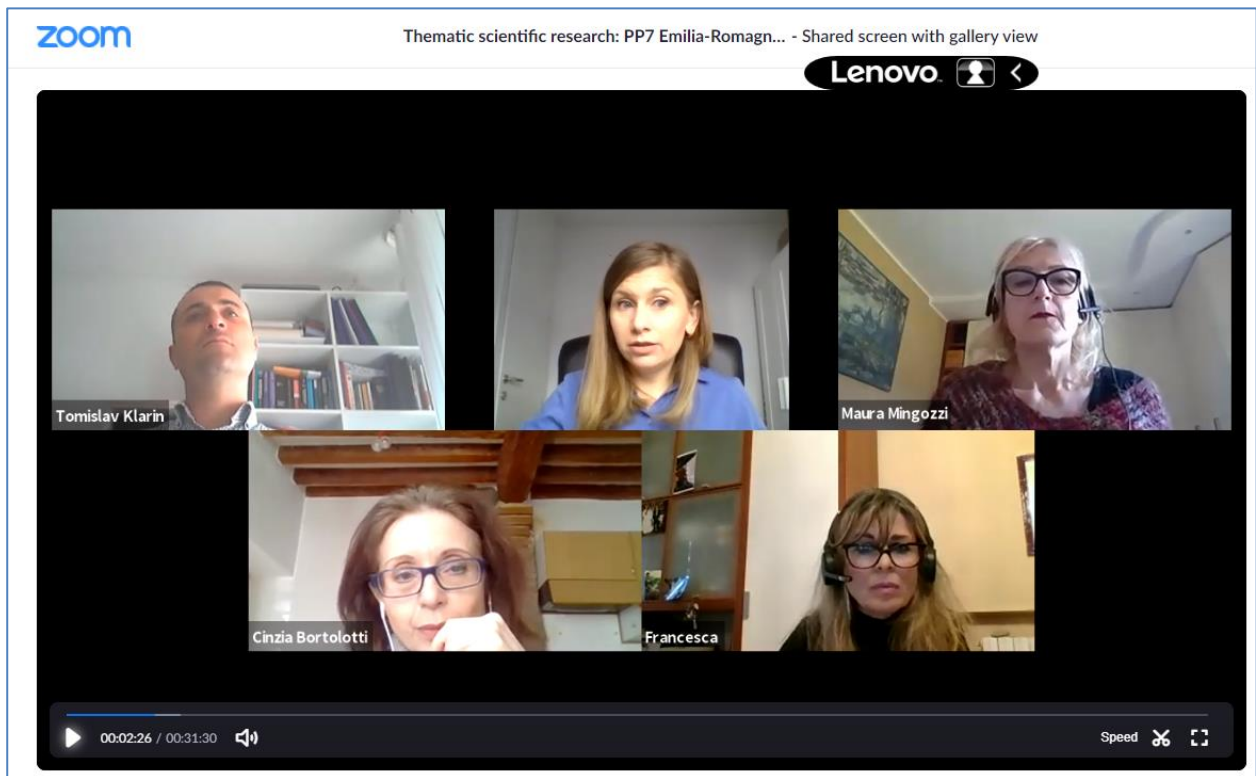 zoom
Thematic scientific research: PP7 Emilia-Romagn... - Shared screen with gallery view
Lenovo
Tomislav Klarin
Maura Mingozzi
Cinzia Bortolotti
Francesca
00:02:26 / 00:31:30
Speed